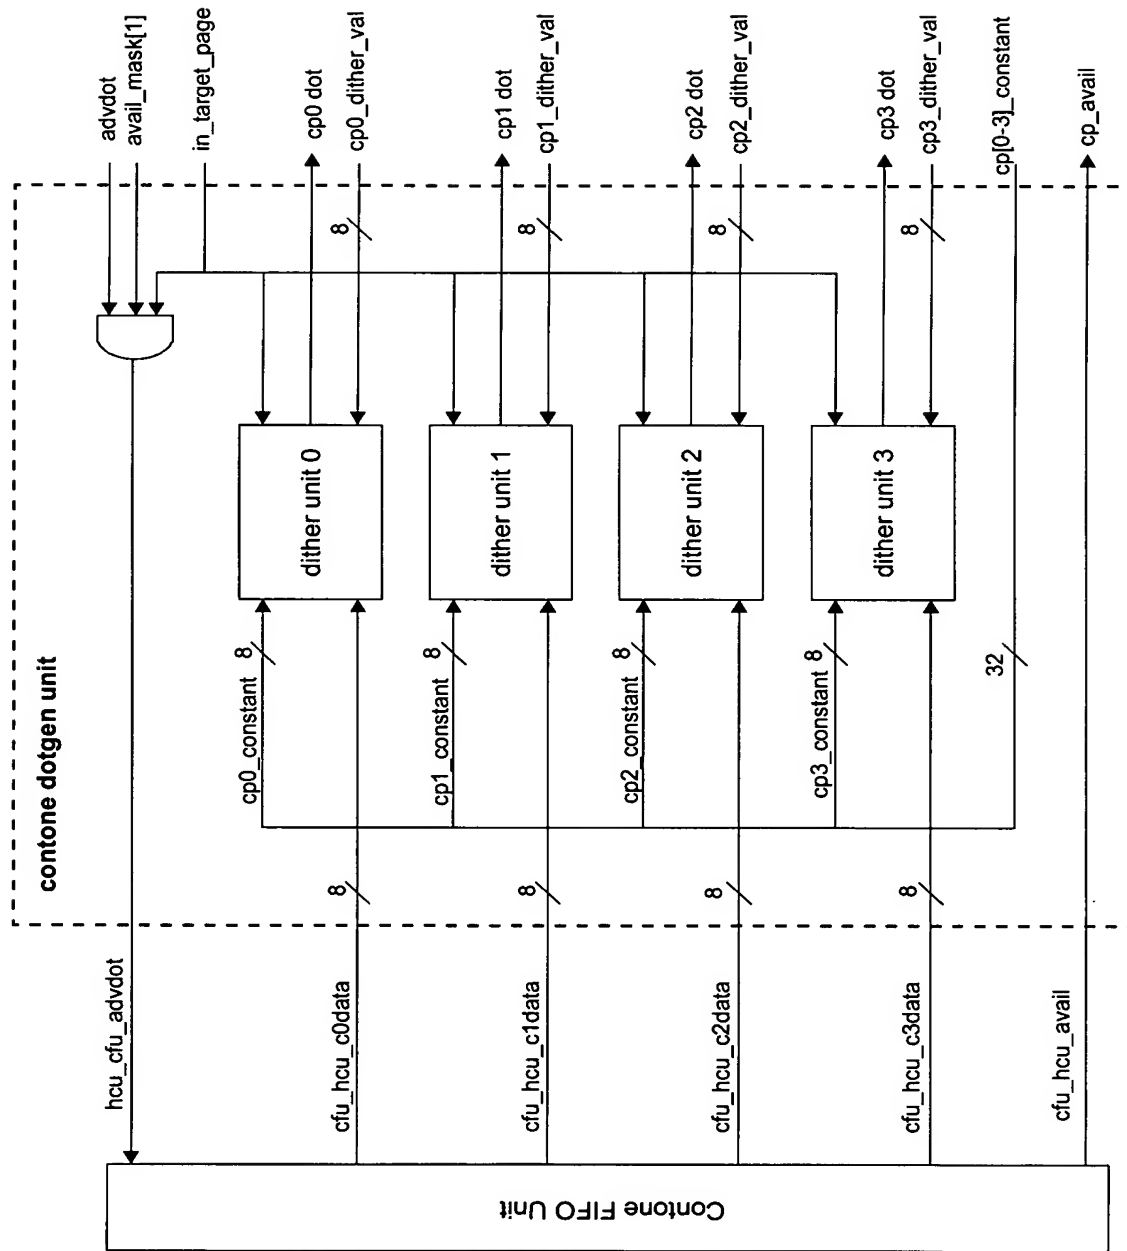 advdot
avail_mask[1]
in_target_page
cp0 dot
cp0_dither_val
cp1 dot
cp1_dither_val
cp2 dot
cp2_dither_val
cp3 dot
cp3_dither_val
cp[0-3]_constant
cp_avail
8
8
8
8
dither unit 0
dither unit 1
dither unit 2
dither unit 3
contone dotgen unit
cp0_constant
8
cp1_constant
8
cp2_constant
8
cp3_constant
8
32
8
8
8
8
hcu_cfu_advdot
cfu_hcu_c0data
cfu_hcu_c1data
cfu_hcu_c2data
cfu_hcu_c3data
cfu_hcu_avail
Contone FIFO Unit